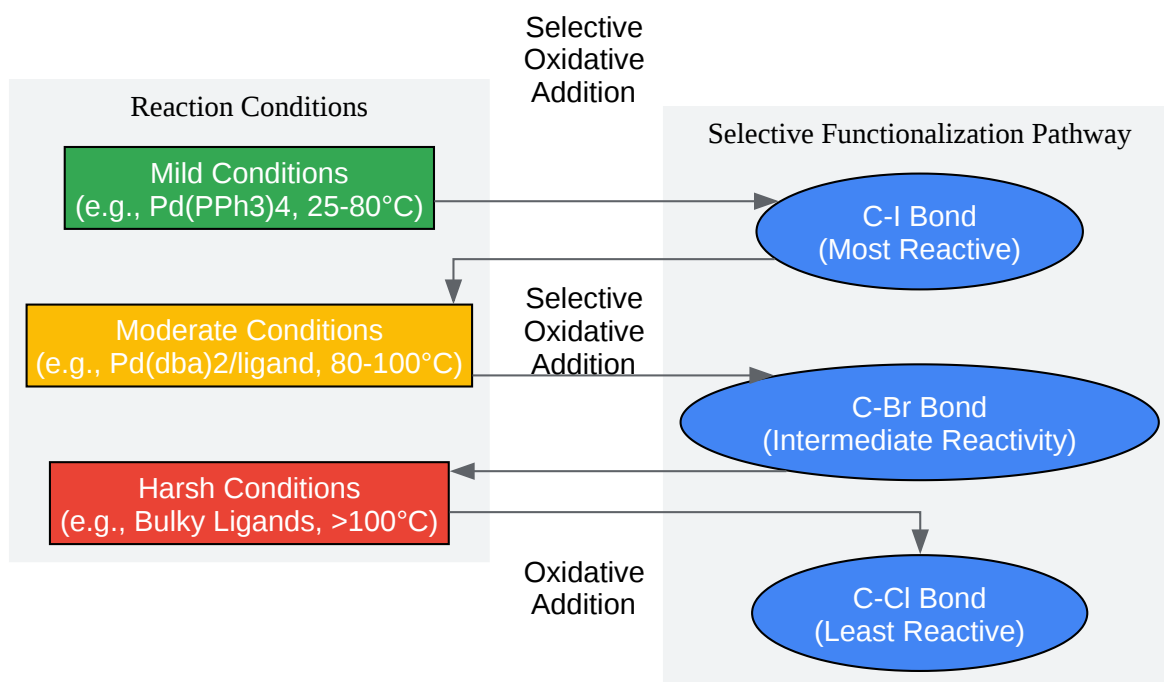 Selective
Oxidative
Addition
Reaction Conditions
Selective Functionalization Pathway
Mild Conditions
(e.g., Pd(PPh3)4, 25-80°C)
C-I Bond
(Most Reactive)
Selective
Oxidative
Addition
Moderate Conditions
(e.g., Pd(dba)2/ligand, 80-100°C)
C-Br Bond
(Intermediate Reactivity)
Harsh Conditions
(e.g., Bulky Ligands, >100°C)
Oxidative
Addition
C-Cl Bond
(Least Reactive)